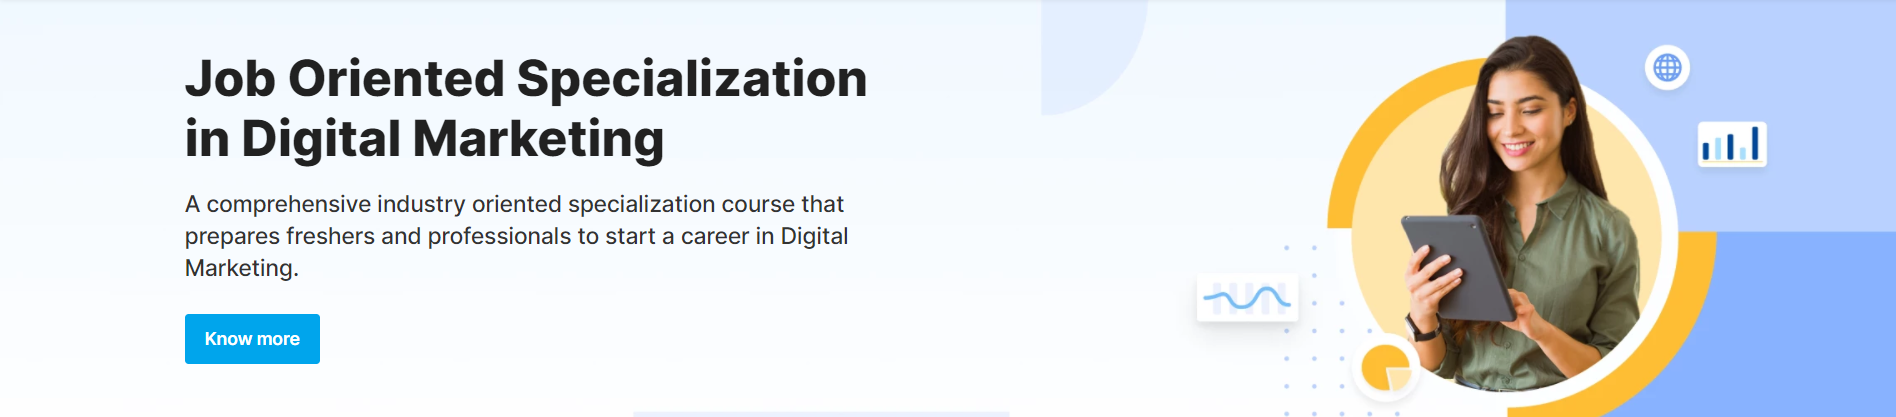 Job Oriented Specialization
in Digital Marketing
A comprehensive industry oriented specialization course that
prepares freshers and professionals to start a career in Digital
Marketing.
Know more